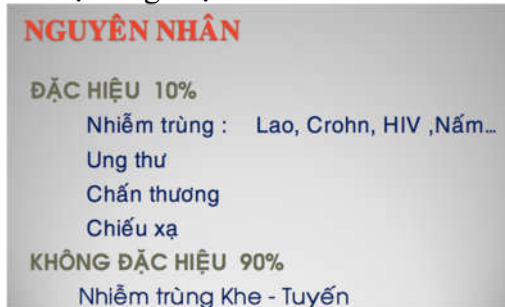 NGUYÊN NHÂN
ĐẶC HIỆU 10%
Nhiễm trùng : Lao, Crohn, HIV ,Nấm...
Ung thư
Chấn thương
Chiếu xạ
KHÔNG ĐẶC HIỆU 90%
Nhiễm trùng Khe - Tuyến